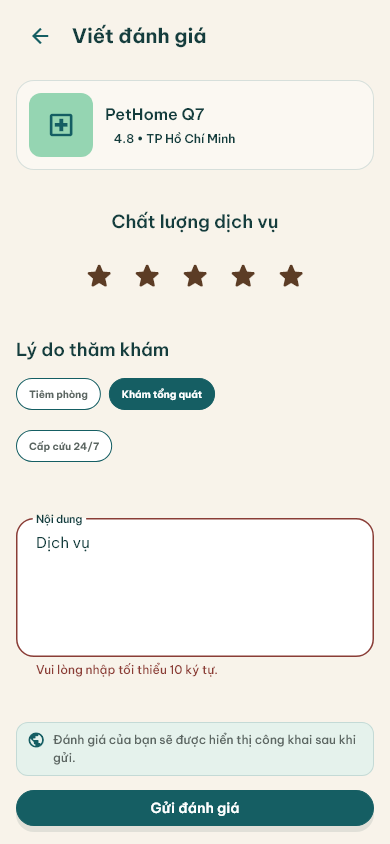 Viết đánh giá
PetHome Q7
4.8 • TP Hồ Chí Minh
Chất lượng dịch vụ
Lý do thăm khám
Tiêm phòng
Khám tổng quát
Cấp cứu 24/7
Nội dung
Dịch vụ
Vui lòng nhập tối thiểu 10 ký tự.
Đánh giá của bạn sẽ được hiển thị công khai sau khi
gửi.
Gửi đánh giá